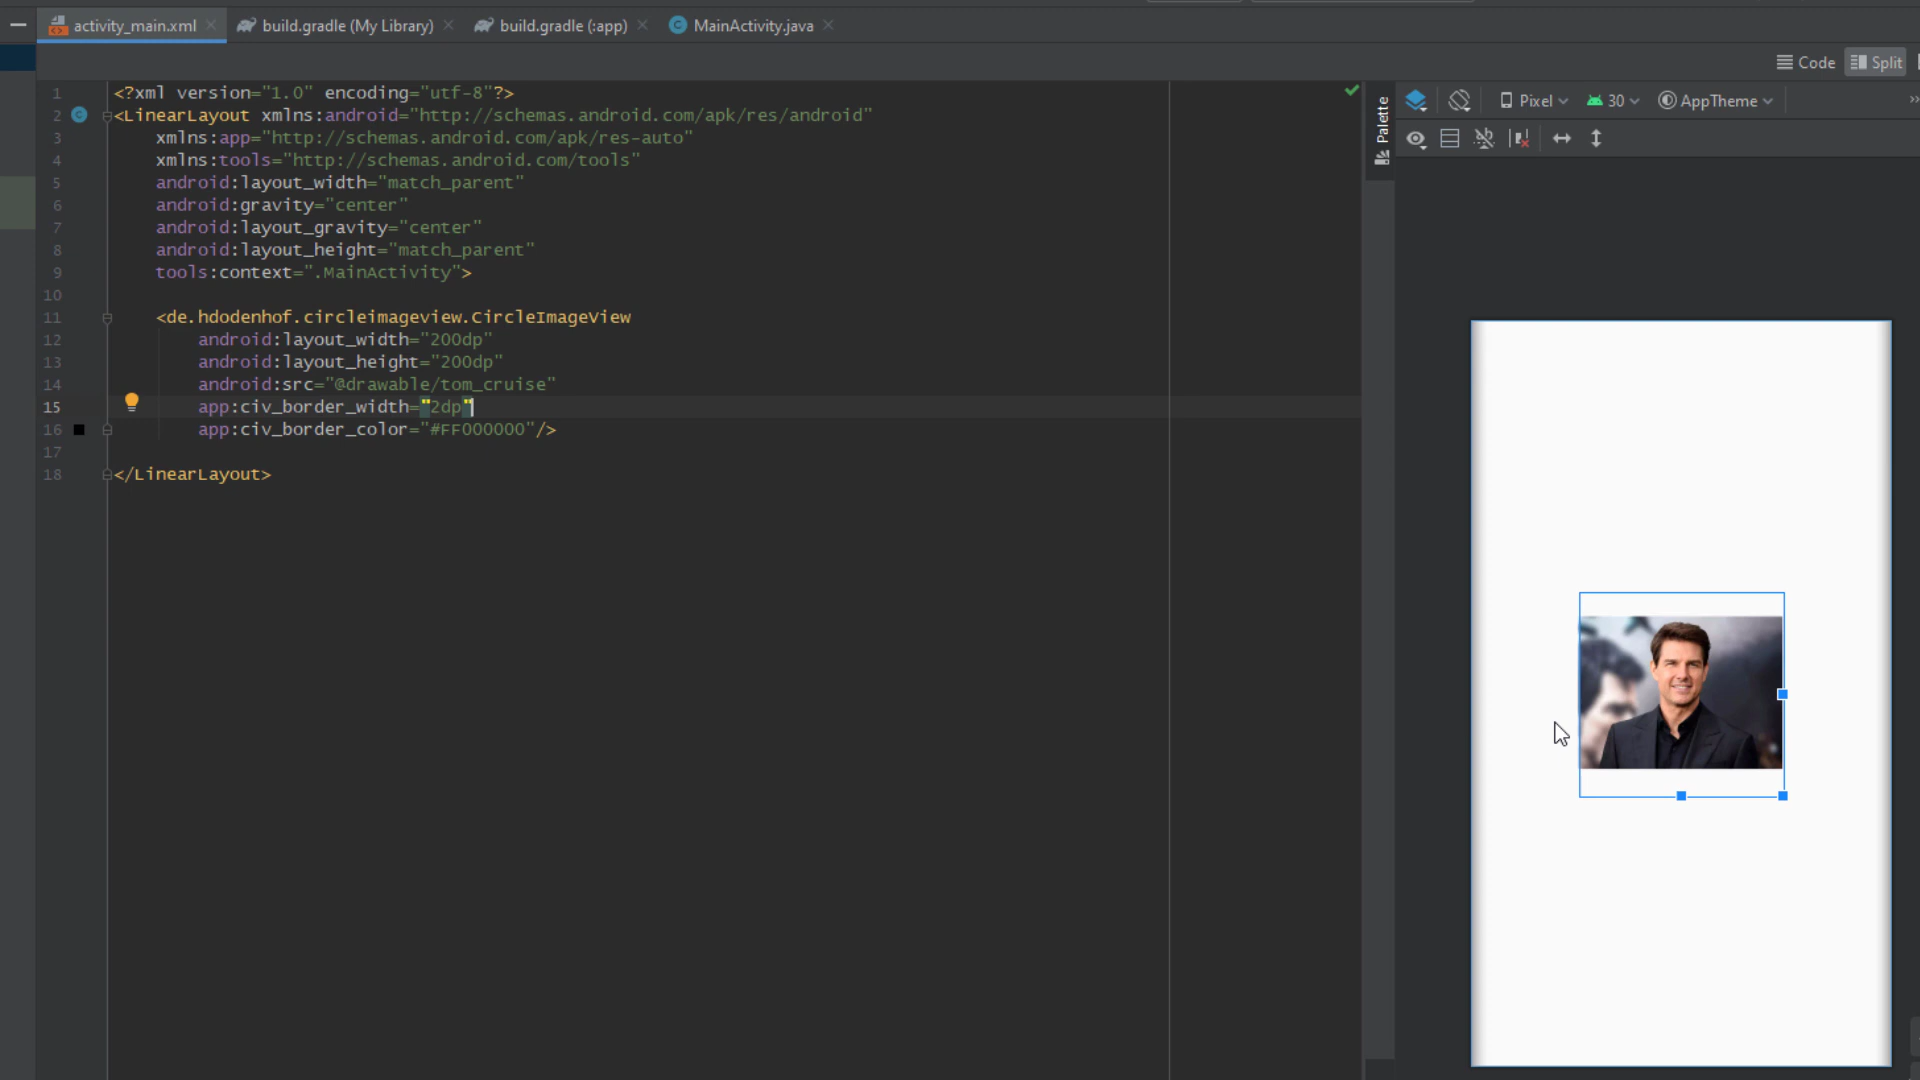 activity_main.xml build.gradle (My Library) build.gradle (:app) MainActivity.java
Code Split
Palette
Pixel 30 AppTheme
1 <?xml version="1.0" encoding="utf-8"?>
2 <LinearLayout xmlns:android="http://schemas.android.com/apk/res/android"
3 xmlns:app="http://schemas.android.com/apk/res-auto"
4 xmlns:tools="http://schemas.android.com/tools"
5 android:layout_width="match_parent"
6 android:gravity="center"
7 android:layout_gravity="center"
8 android:layout_height="match_parent"
9 tools:context=".MainActivity">
10
11 <de.hdodenhof.circleimageview.CircleImageView
12 android:layout_width="200dp"
13 android:layout_height="200dp"
14 android:src="@drawable/tom_cruise"
15 app:civ_border_width="2dp"
16 app:civ_border_color="#FF000000"/>
17
18 </LinearLayout>